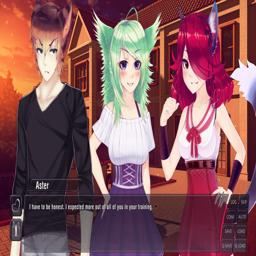 Aster
I have to be honest. I expected more out of all of you in your training.
LOG SKIP
CONF AUTO
SAVE LOAD
Q.SAVE Q.LOAD